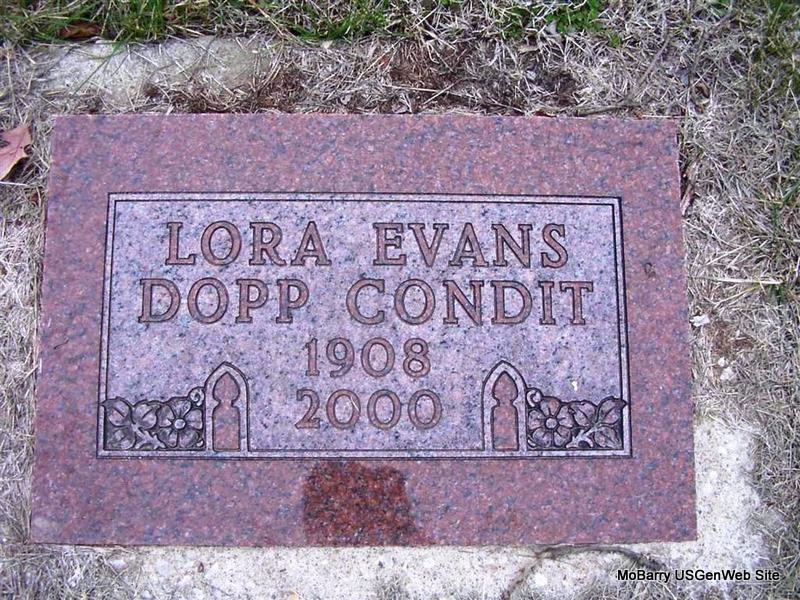 LORA EVANS
DOPP CONDIT
1908
2000
MoBarry USGenWeb Site